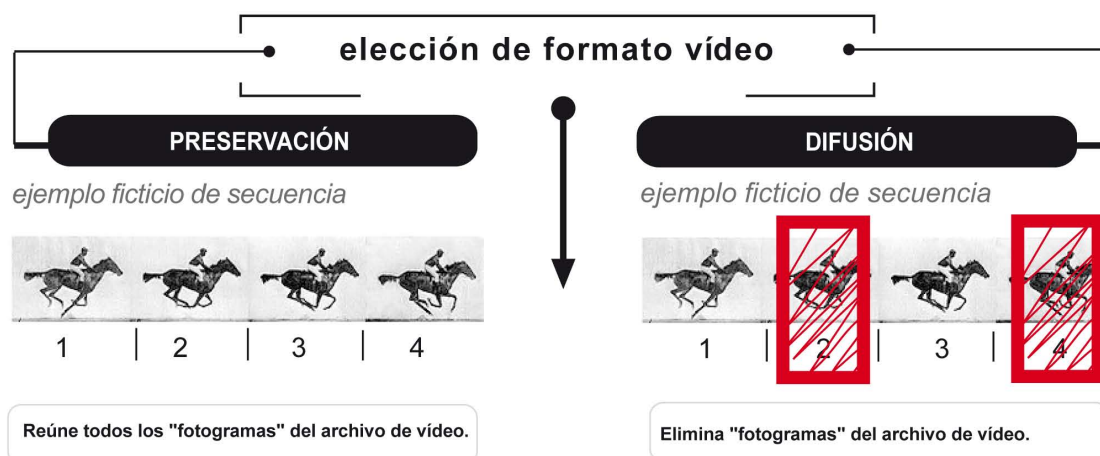 elección de formato vídeo
PRESERVACIÓN
ejemplo ficticio de secuencia
1 | 2 | 3 | 4
Reúne todos los "fotogramas" del archivo de vídeo.
DIFUSIÓN
ejemplo ficticio de secuencia
1 | 2 | 3 | 4
Elimina "fotogramas" del archivo de vídeo.